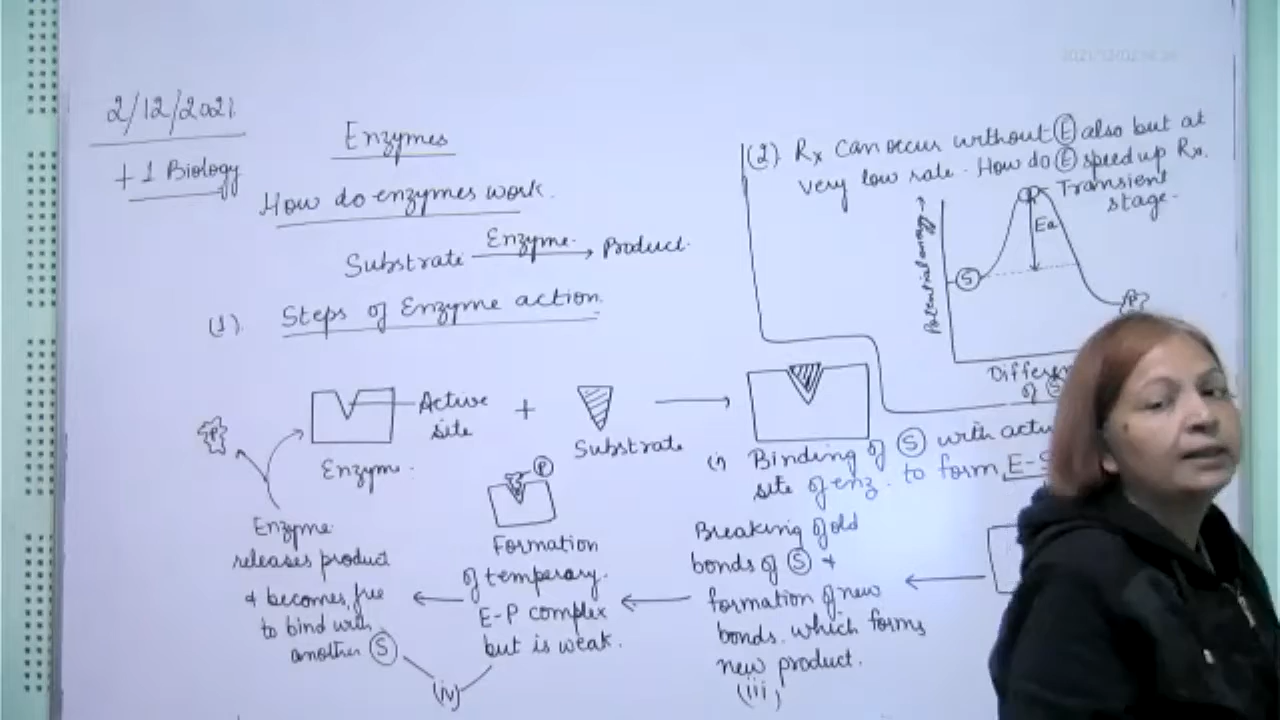 2/12/2021
+1 Biology
Enzymes
How do enzymes work.
Substrate Enzyme Product
(1). Steps of Enzyme action
Active
site
+
Enzyme
Substrate
(i) Binding of (S) with
site of enz. to form E-S
Breaking of old
bonds of (S) +
formation of new
bonds. which forms
new product.
(iii)
P
Formation
of temperary
E-P complex
but is weak.
P
Enzyme
releases product
& becomes free
to bind with
another (S)
(iv)
(2) Rx can occur without (E) also but at
very low rate. How do (E) speed up Rx.
Transient
stage.
Ea
S
P
Potential energy →
of (S)